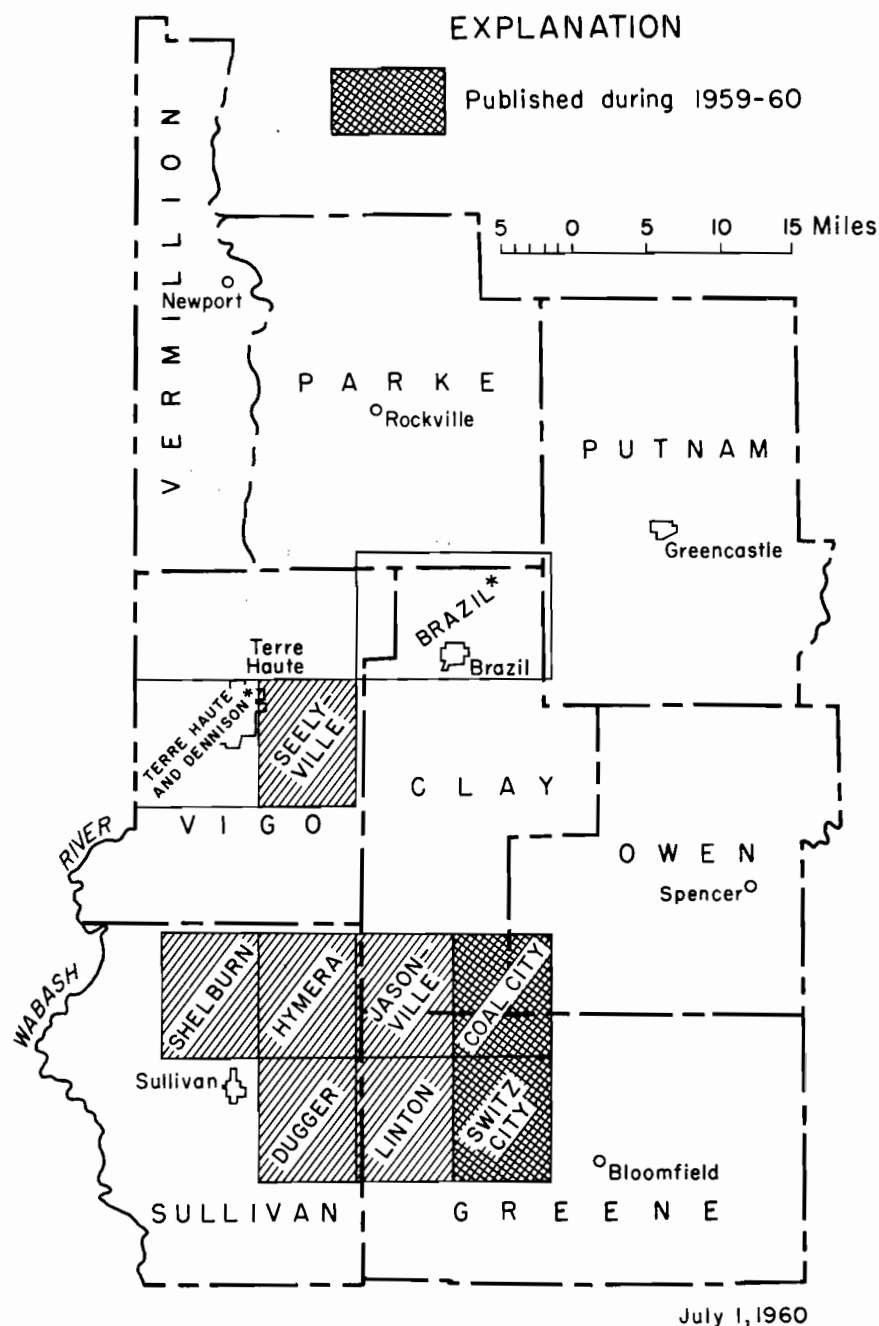 EXPLANATION
Published during 1959-60
5 0 5 10 15 Miles
VERMILLION
Newport
PARKE
Rockville
PUTNAM
Greencastle
BRAZIL*
Brazil
Terre
Haute
TERRE HAUTE
AND DENNISON*
SEELY-
VILLE
CLAY
VIGO
RIVER
OWEN
Spencer
WABASH
SHELBURN
HYMERA
JASON-
VILLE
COAL CITY
Sullivan
DUGGER
LINTON
SWITZ
CITY
Bloomfield
SULLIVAN
GREENE
July 1, 1960